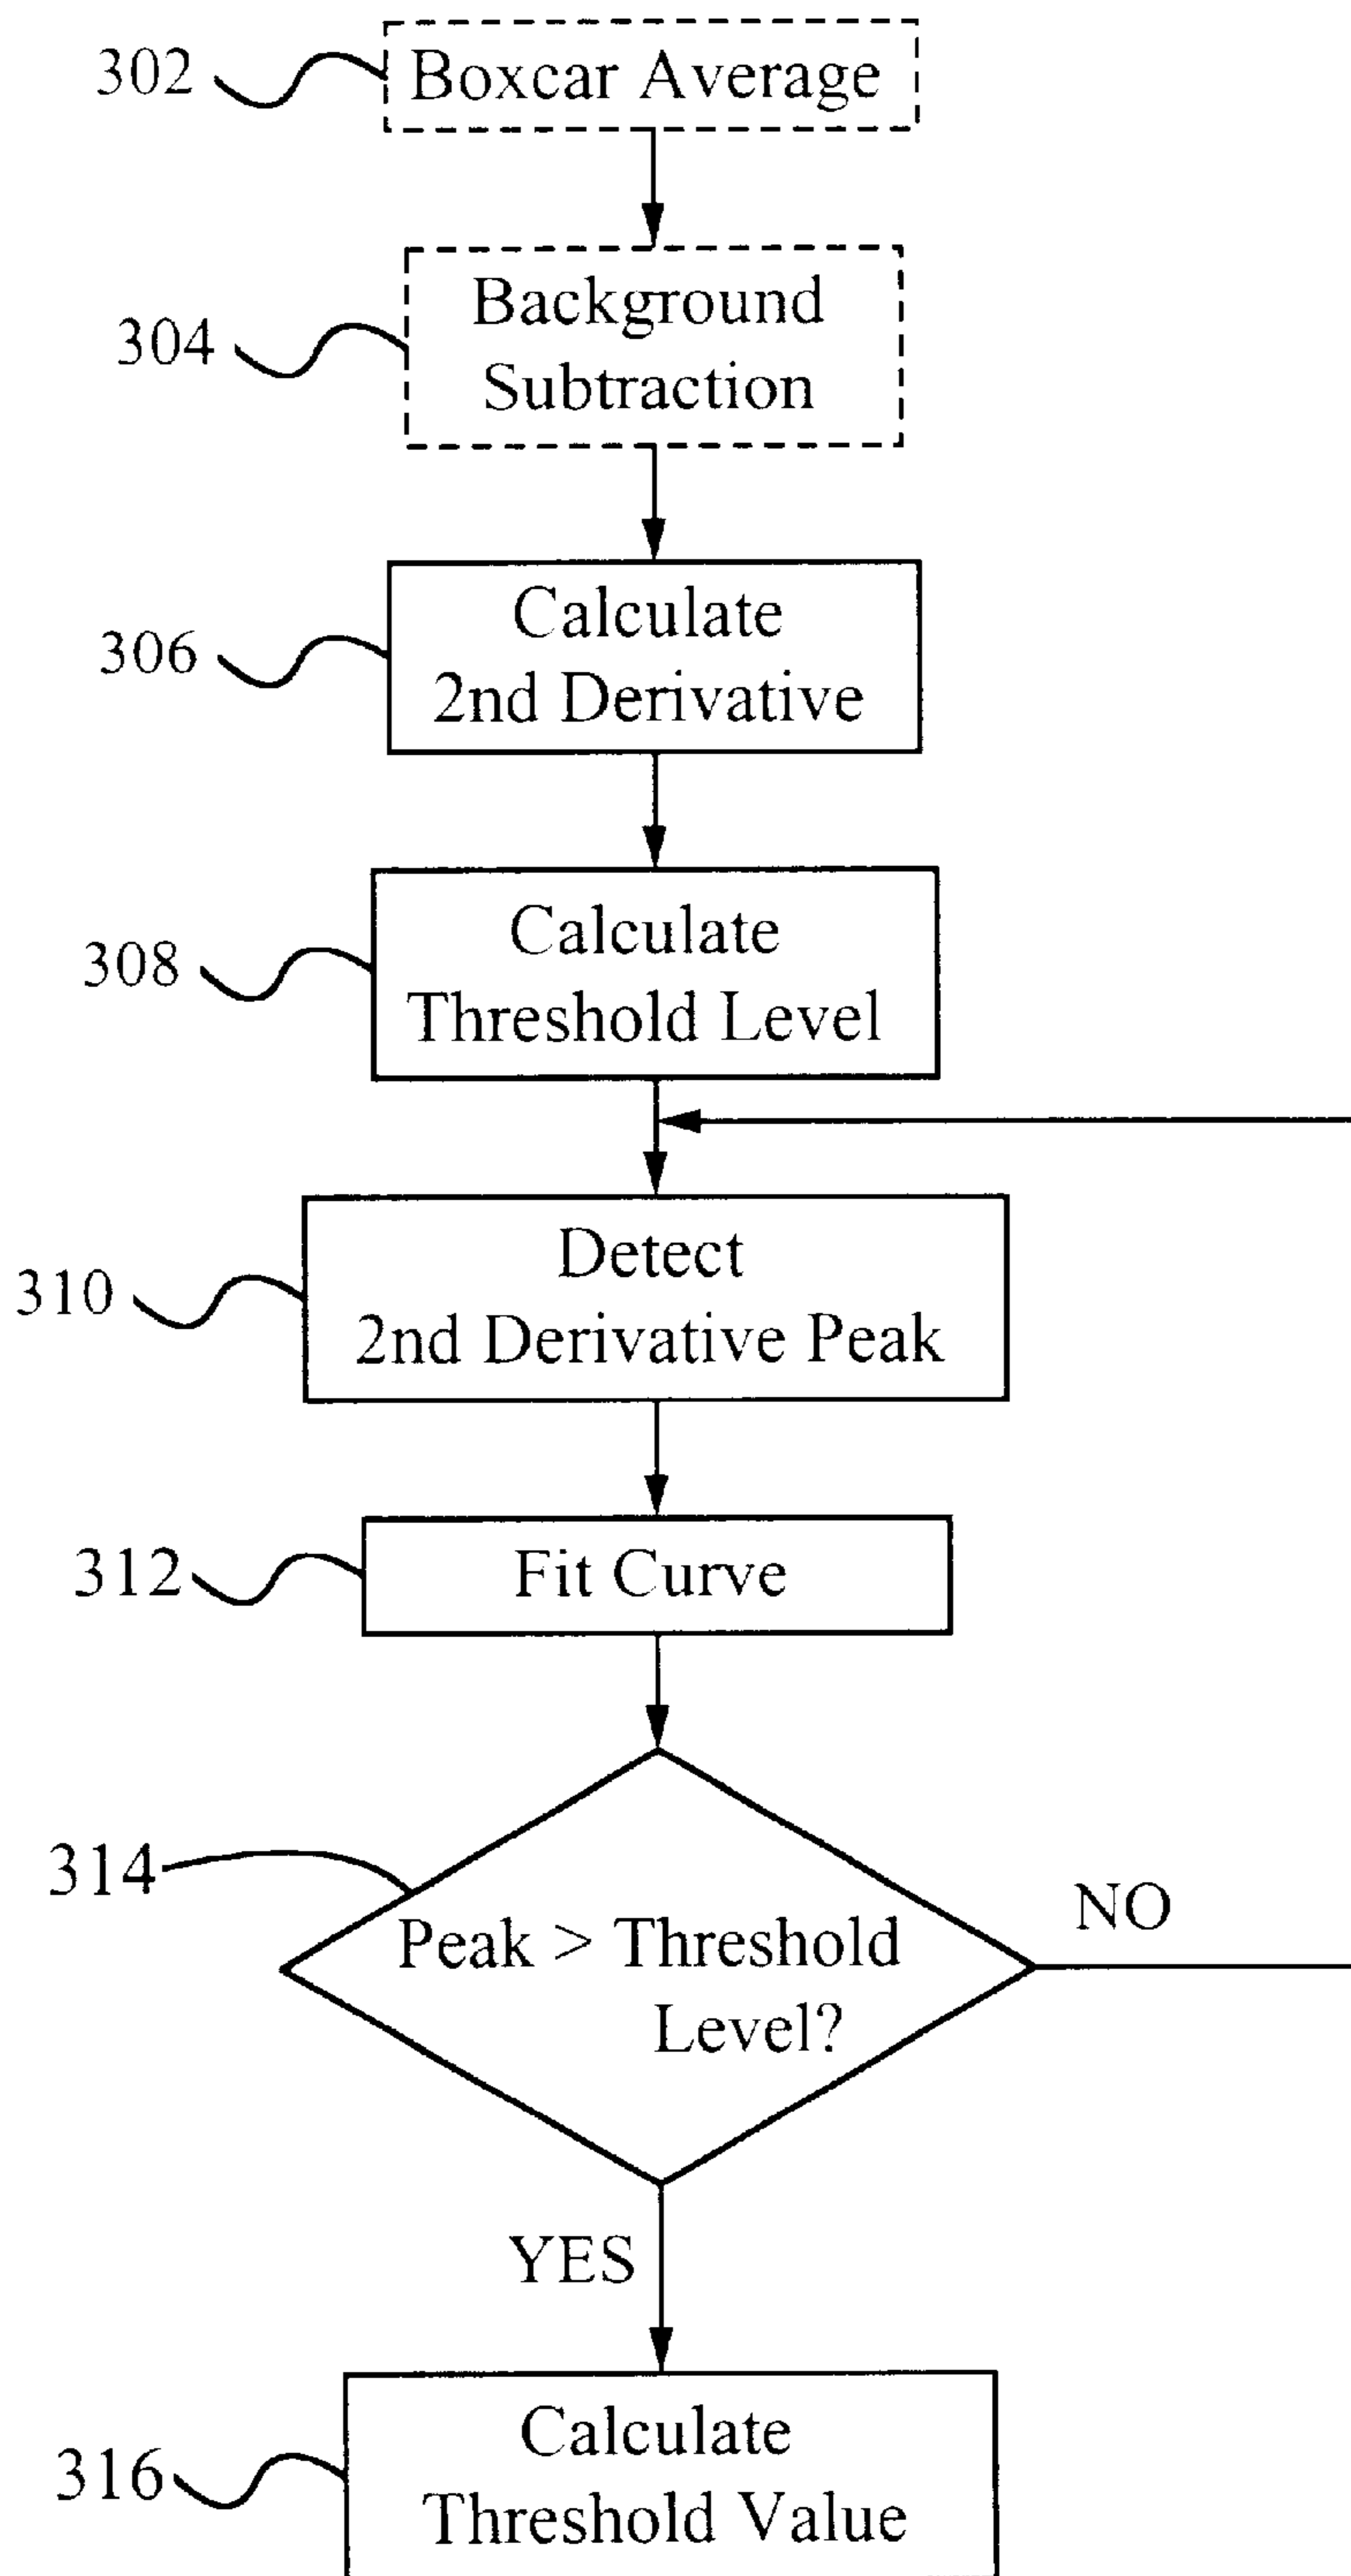 302
Boxcar Average
304
Background
Subtraction
306
Calculate
2nd Derivative
308
Calculate
Threshold Level
310
Detect
2nd Derivative Peak
312
Fit Curve
314
Peak > Threshold
Level?
NO
YES
316
Calculate
Threshold Value